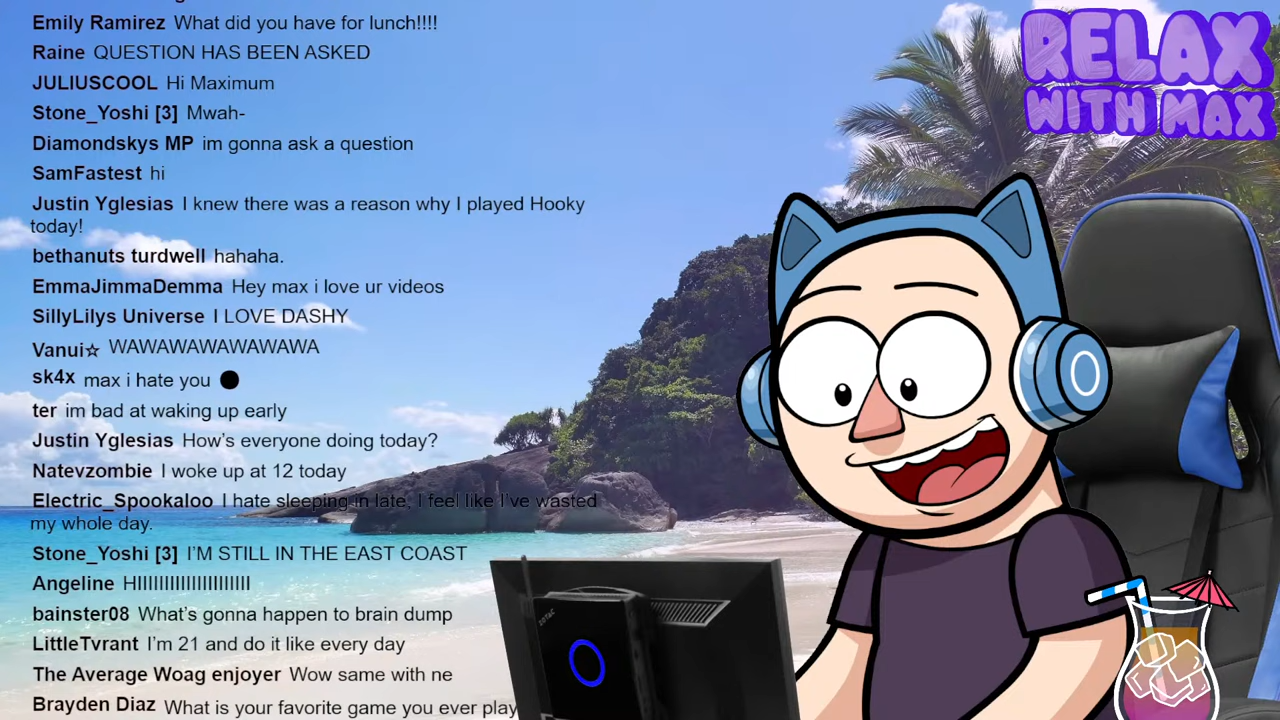 Emily Ramirez What did you have for lunch!!!!
Raine QUESTION HAS BEEN ASKED
JULIUSCOOL Hi Maximum
Stone_Yoshi [3] Mwah-
Diamondskys MP im gonna ask a question
SamFastest hi
Justin Yglesias I knew there was a reason why I played Hooky
today!
bethanuts turdwell hahaha.
EmmaJimmaDemma Hey max i love ur videos
SillyLilys Universe I LOVE DASHY
Vanui☆ WAWAWAWAWAWAWA
sk4x max i hate you
ter im bad at waking up early
Justin Yglesias How's everyone doing today?
Natevzombie I woke up at 12 today
Electric_Spookaloo I hate sleeping in late, I feel like I've wasted
my whole day.
Stone_Yoshi [3] I'M STILL IN THE EAST COAST
Angeline HIIIIIIIIIIIIIIIIIIIII
bainster08 What's gonna happen to brain dump
LittleTvrant I'm 21 and do it like every day
The Average Woag enjoyer Wow same with ne
Brayden Diaz What is your favorite game you ever play
RELAX
WITH MAX
ZOTAC